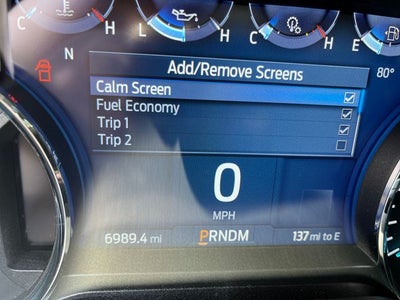 C H L H C H E
N
80°
Add/Remove Screens
Calm Screen
Fuel Economy
Trip 1
Trip 2
0
MPH
6989.4 mi PRNDM 137 mi to E